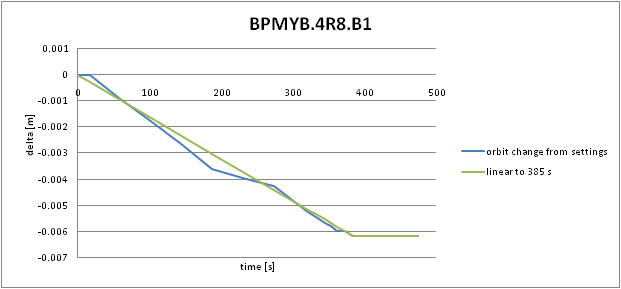 BPMYB.4R8.B1
0.001
0
0 100 200 300 400 500
-0.001
-0.002
-0.003
-0.004
-0.005
-0.006
-0.007
delta [m]
time [s]
orbit change from settings
linear to 385 s